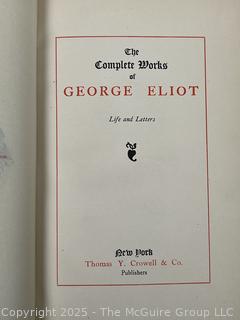 The
Complete Works
of
GEORGE ELIOT
Life and Letters
New York
Thomas Y. Crowell & Co.
Publishers
Copyright 2025 - The McGuire Group LLC